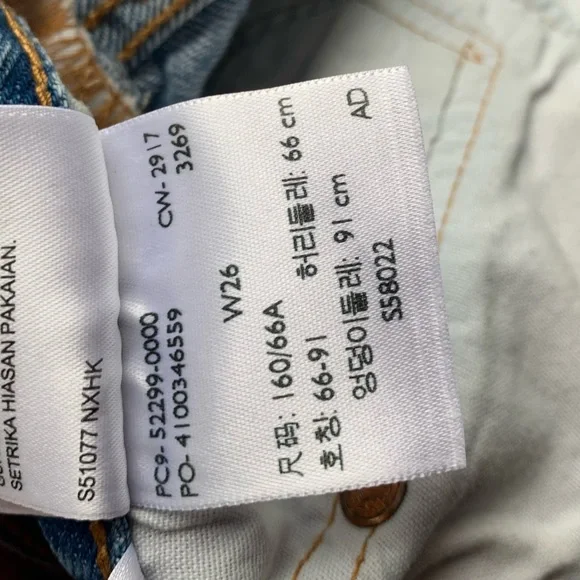 SETRIKA HIASAN PAKAIAN.
S51077 NXHK
PC9- 52299-0000 CW- 2917
PO- 4100346559 3269
W26
尺码: 160/66A 허리둘레: 66 cm
호칭: 66-91
엉덩이둘레: 91 cm AD
S58022